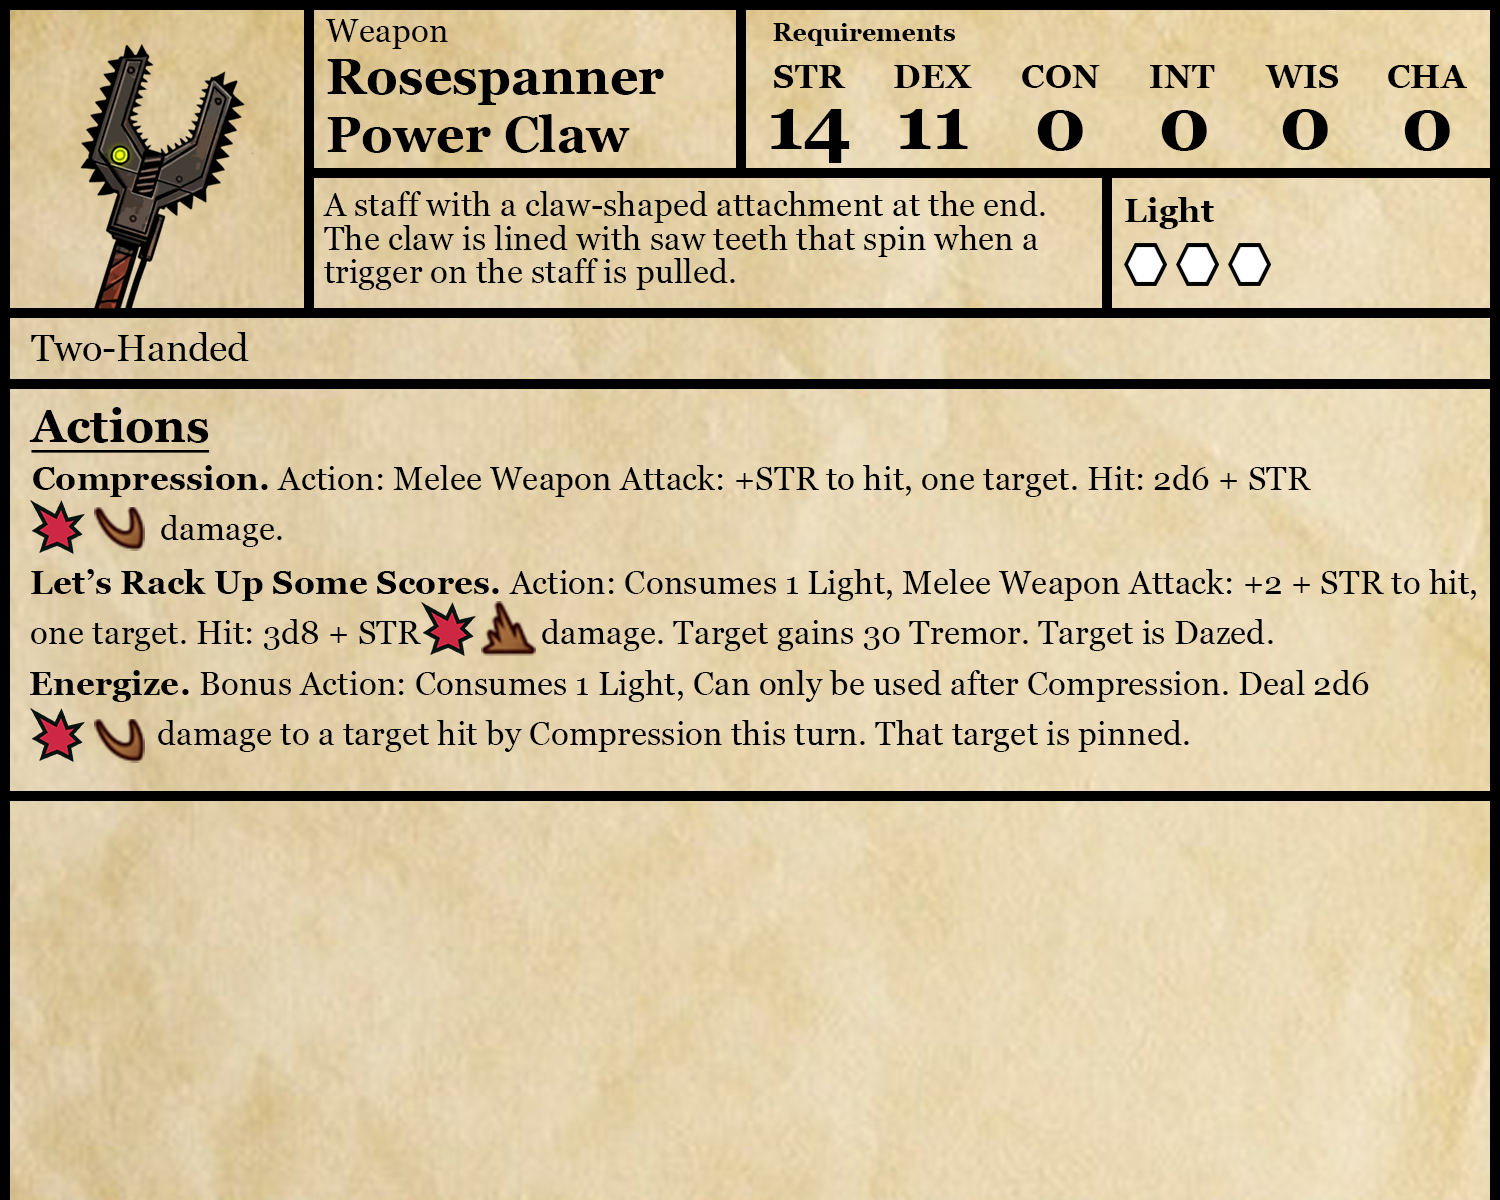 Weapon
Rosespanner
Power Claw
Requirements
STR DEX CON INT WIS CHA
14 11 0 0 0 0
A staff with a claw-shaped attachment at the end.
The claw is lined with saw teeth that spin when a
trigger on the staff is pulled.
Light
Two-Handed
Actions
Compression. Action: Melee Weapon Attack: +STR to hit, one target. Hit: 2d6 + STR
damage.
Let’s Rack Up Some Scores. Action: Consumes 1 Light, Melee Weapon Attack: +2 + STR to hit,
one target. Hit: 3d8 + STR damage. Target gains 30 Tremor. Target is Dazed.
Energize. Bonus Action: Consumes 1 Light, Can only be used after Compression. Deal 2d6
damage to a target hit by Compression this turn. That target is pinned.